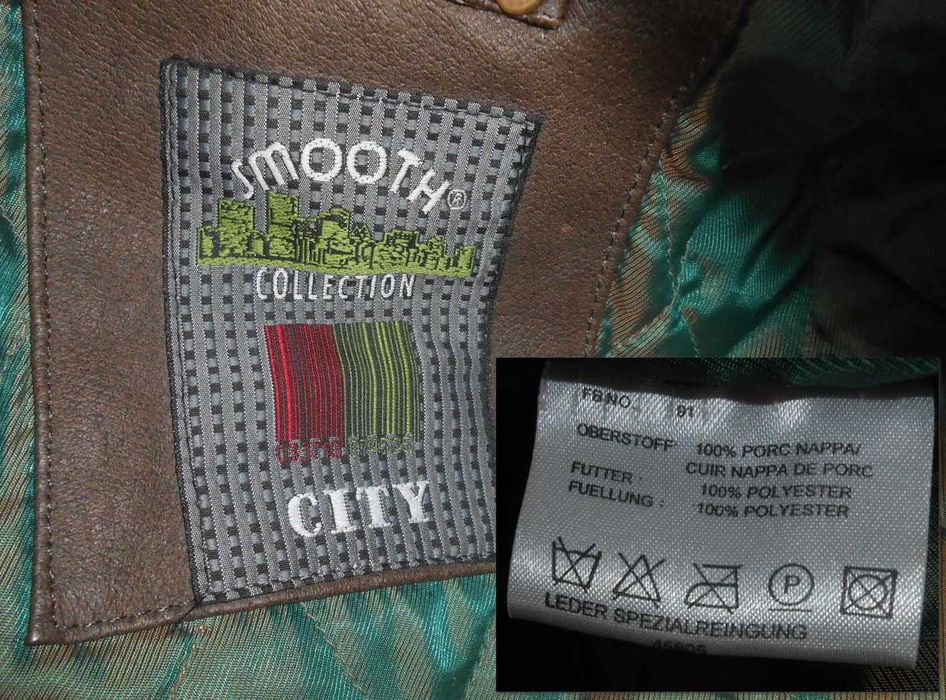 SMOOTH®
COLLECTION
CITY
FB NO. 91
OBERSTOFF: 100% PORC NAPPA/
CUIR NAPPA DE PORC
FUTTER 100% POLYESTER
FUELLUNG : 100% POLYESTER
P
LEDER SPEZIALREINGUNG